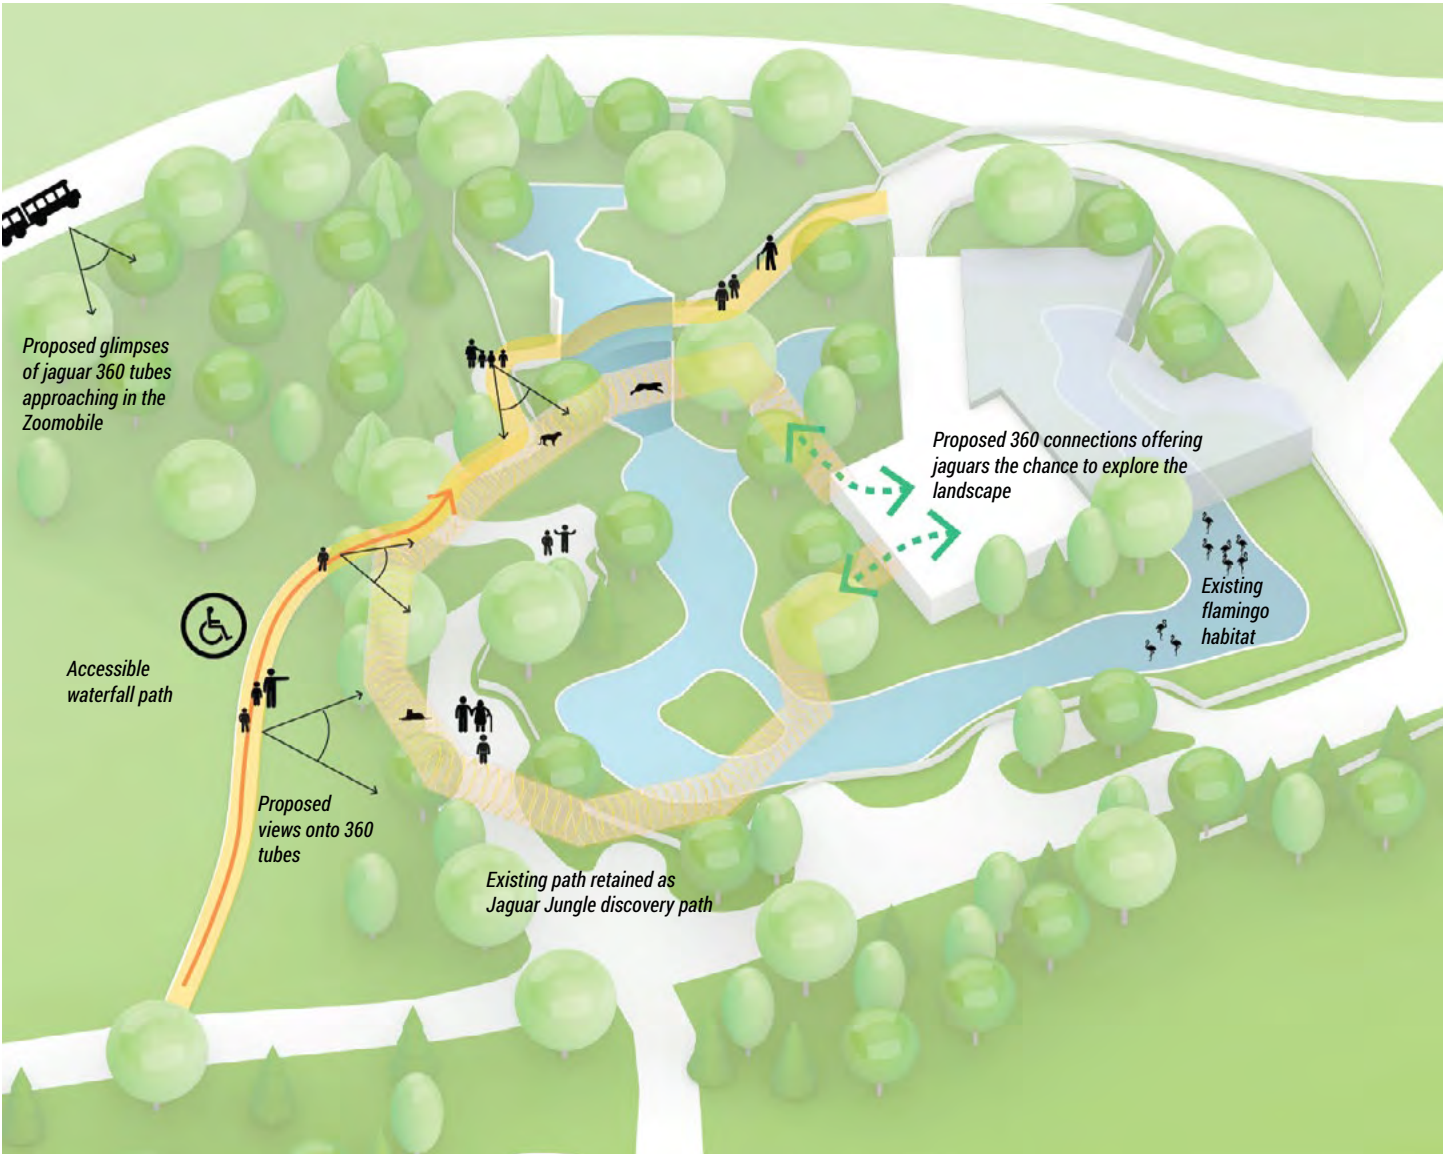 Proposed glimpses
of jaguar 360 tubes
approaching in the
Zoomobile
Proposed 360 connections offering
jaguars the chance to explore the
landscape
Existing
flamingo
habitat
Accessible
waterfall path
Proposed
views onto 360
tubes
Existing path retained as
Jaguar Jungle discovery path